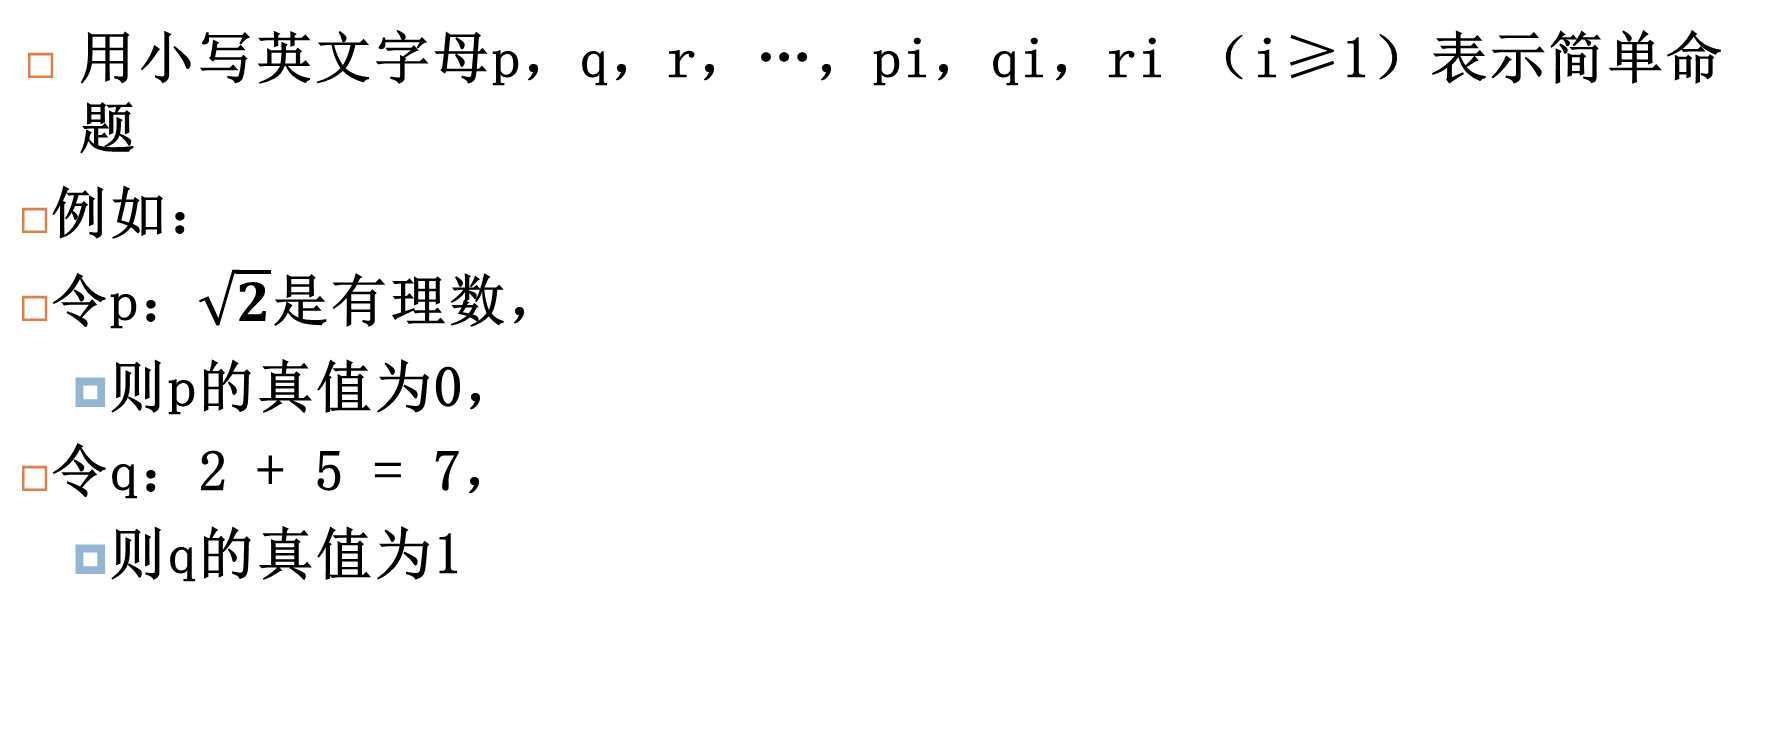 用小写英文字母p，q，r，…，pi，qi，ri （i≥1）表示简单命
题
例如：
令p：√2是有理数，
则p的真值为0，
令q：2 + 5 = 7，
则q的真值为1